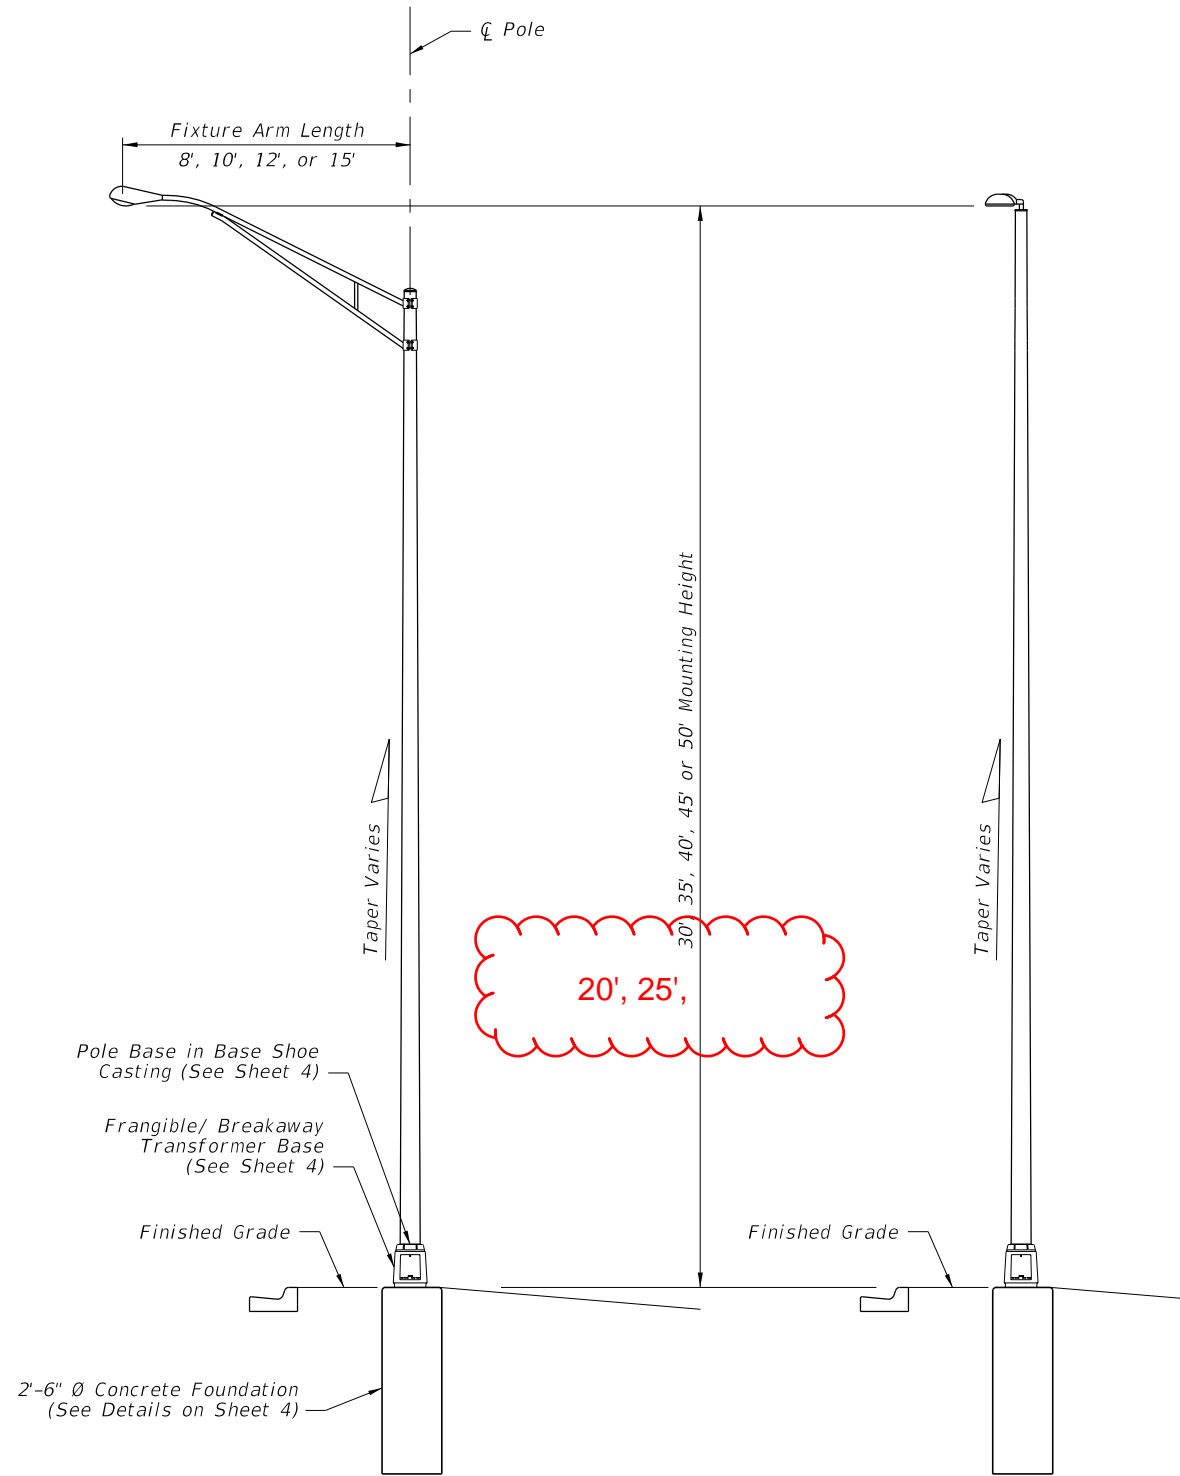 ℄ Pole
Fixture Arm Length
8', 10', 12', or 15'
30', 35', 40', 45' or 50' Mounting Height
Taper Varies
Taper Varies
20', 25',
Pole Base in Base Shoe
Casting (See Sheet 4)
Frangible/ Breakaway
Transformer Base
(See Sheet 4)
Finished Grade
Finished Grade
2'-6" Ø Concrete Foundation
(See Details on Sheet 4)